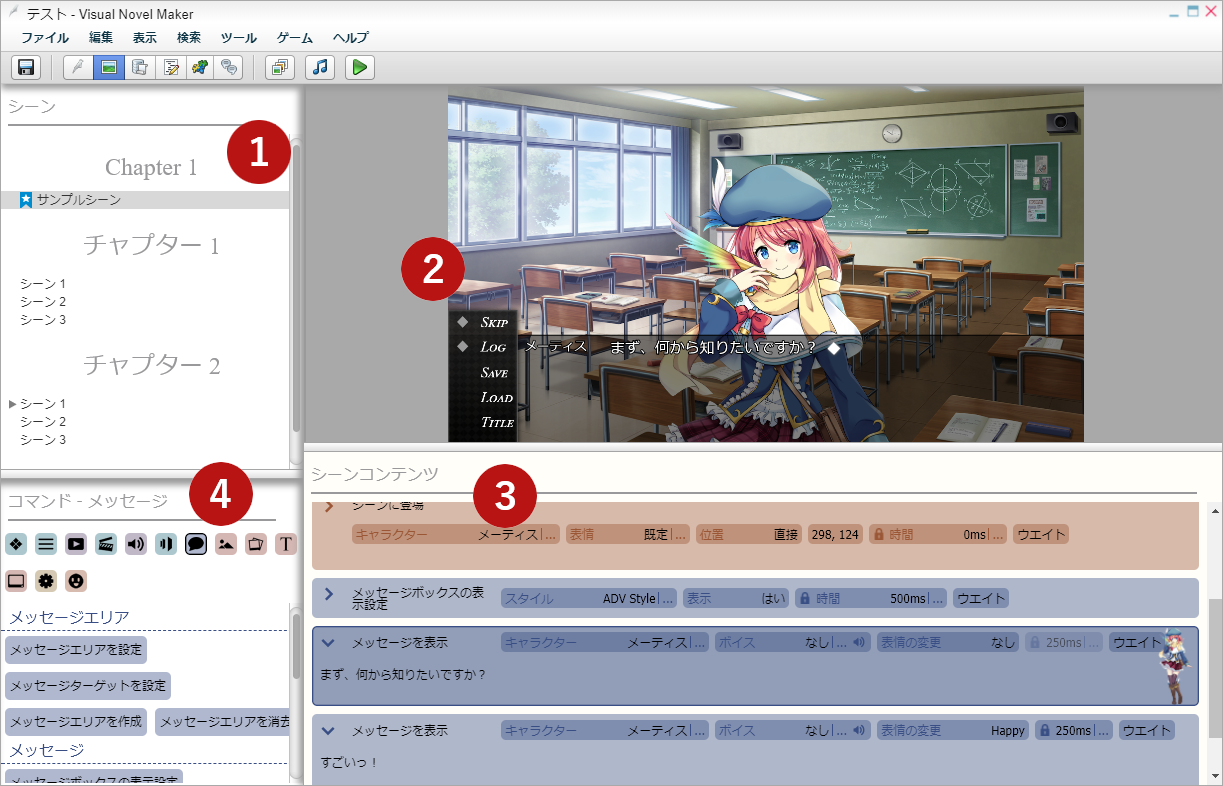 テスト - Visual Novel Maker
ファイル 編集 表示 検索 ツール ゲーム ヘルプ
シーン
1
Chapter 1
サンプルシーン
チャプター 1
シーン 1
シーン 2
シーン 3
チャプター 2
シーン 1
シーン 2
シーン 3
2
SKIP
LOG
SAVE
LOAD
TITLE
メーティス まず、何から知りたいですか？
コマンド - メッセージ
4
T
メッセージエリア
メッセージエリアを設定
メッセージターゲットを設定
メッセージエリアを作成 メッセージエリアを消去
メッセージ
メッセージボックスの表示設定
シーンコンテンツ
3
シーンに登場
キャラクター メーティス|... 表情 既定|... 位置 直接 298, 124 時間 0ms|... ウエイト
メッセージボックスの表示設定 スタイル ADV Style|... 表示 はい 時間 500ms|... ウエイト
メッセージを表示 キャラクター メーティス|... ボイス なし|... 表情の変更 なし 250ms|... ウエイト
まず、何から知りたいですか？
メッセージを表示 キャラクター メーティス|... ボイス なし|... 表情の変更 Happy 250ms|... ウエイト
すごいっ！